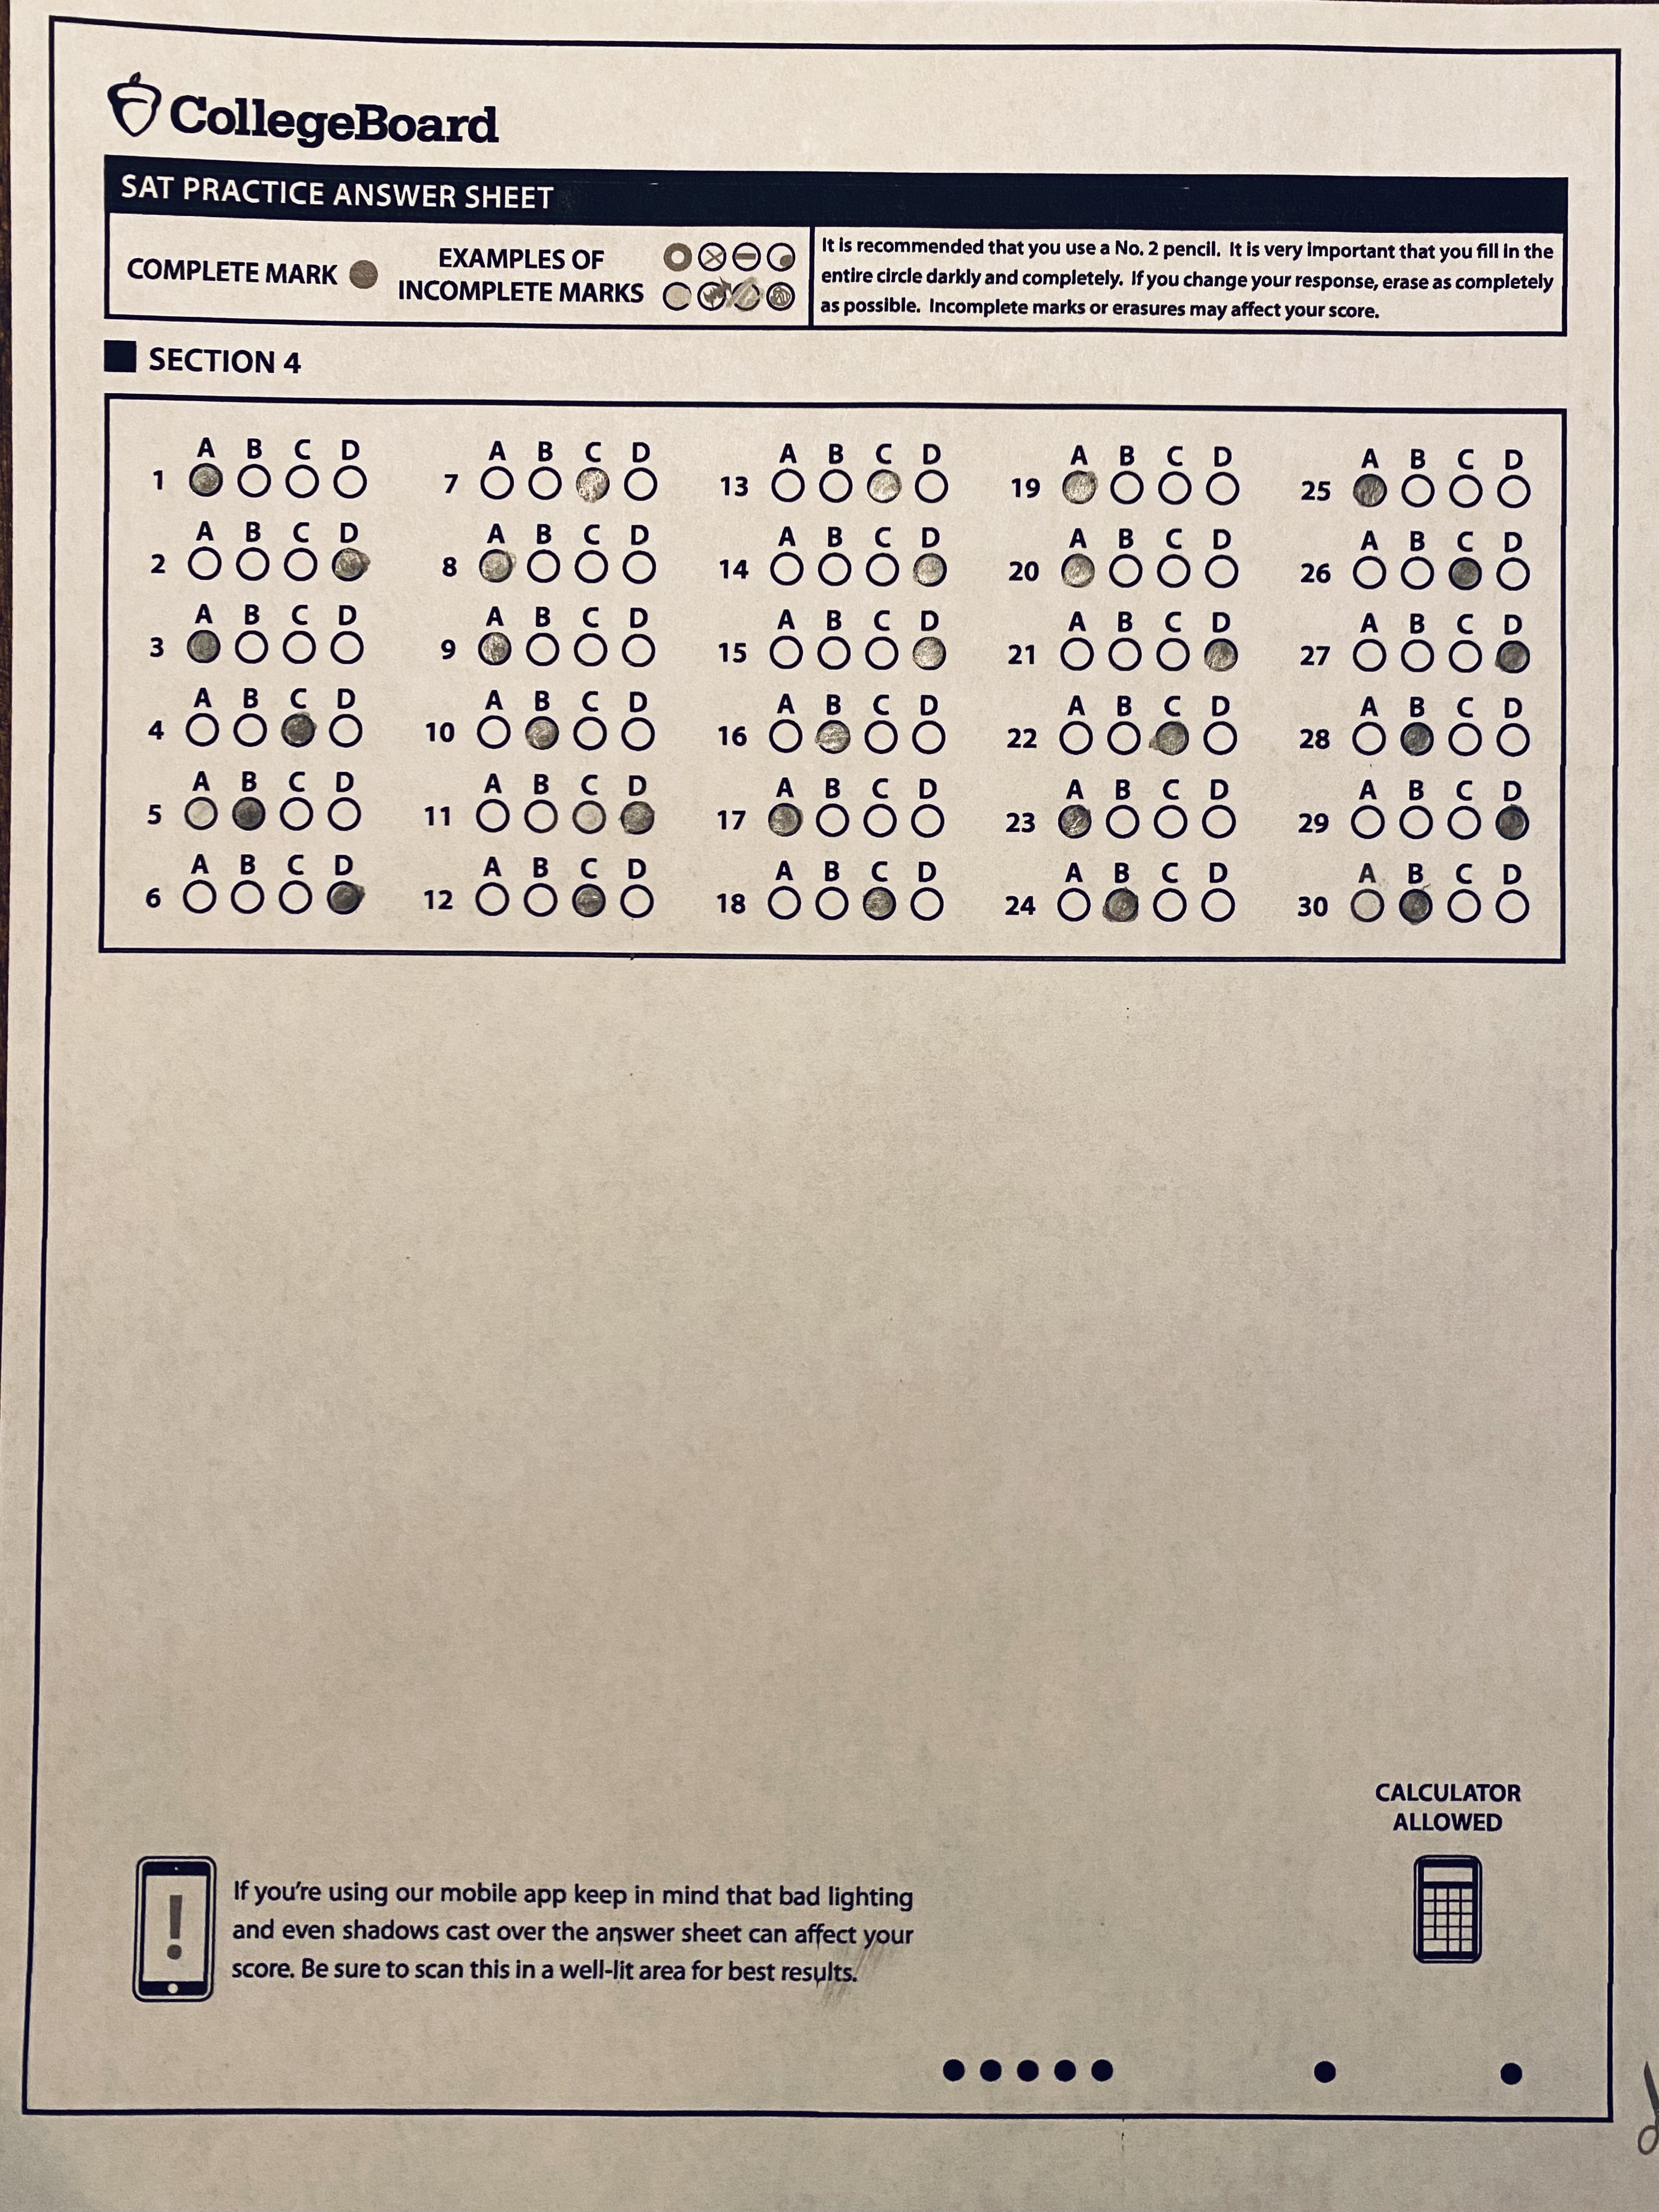 CollegeBoard
SAT PRACTICE ANSWER SHEET
COMPLETE MARK
EXAMPLES OF
INCOMPLETE MARKS
It is recommended that you use a No. 2 pencil. It is very important that you fill in the
entire circle darkly and completely. If you change your response, erase as completely
as possible. Incomplete marks or erasures may affect your score.
SECTION 4
A B C D A B C D A B C D A B C D A B C D
1 7 13 19 25
A B C D A B C D A B C D A B C D A B C D
2 8 14 20 26
A B C D A B C D A B C D A B C D A B C D
3 9 15 21 27
A B C D A B C D A B C D A B C D A B C D
4 10 16 22 28
A B C D A B C D A B C D A B C D A B C D
5 11 17 23 29
A B C D A B C D A B C D A B C D A B C D
6 12 18 24 30
CALCULATOR
ALLOWED
!
If you're using our mobile app keep in mind that bad lighting
and even shadows cast over the answer sheet can affect your
score. Be sure to scan this in a well-lit area for best results.